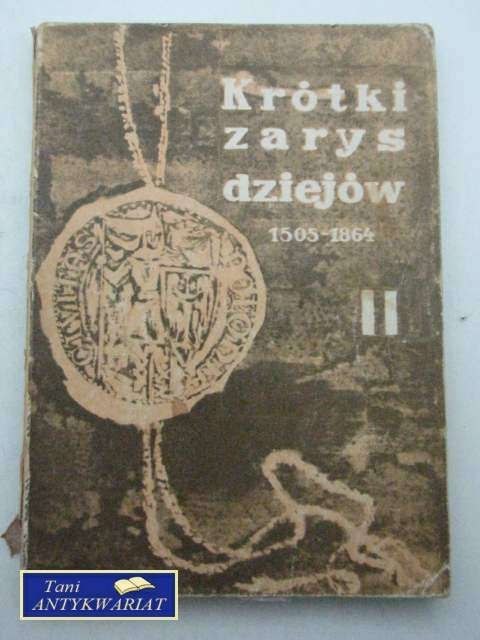 Krótki
zarys
dziejów
1505-1864
II
Tani
ANTYKWARIAT